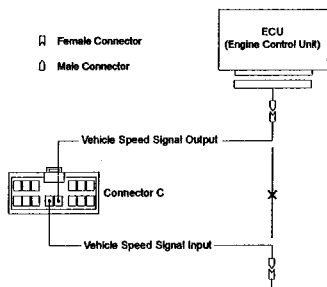 ECU
(Engine Control Unit)
Female Connector
Male Connector
Vehicle Speed Signal Output
Connector C
Vehicle Speed Signal Input